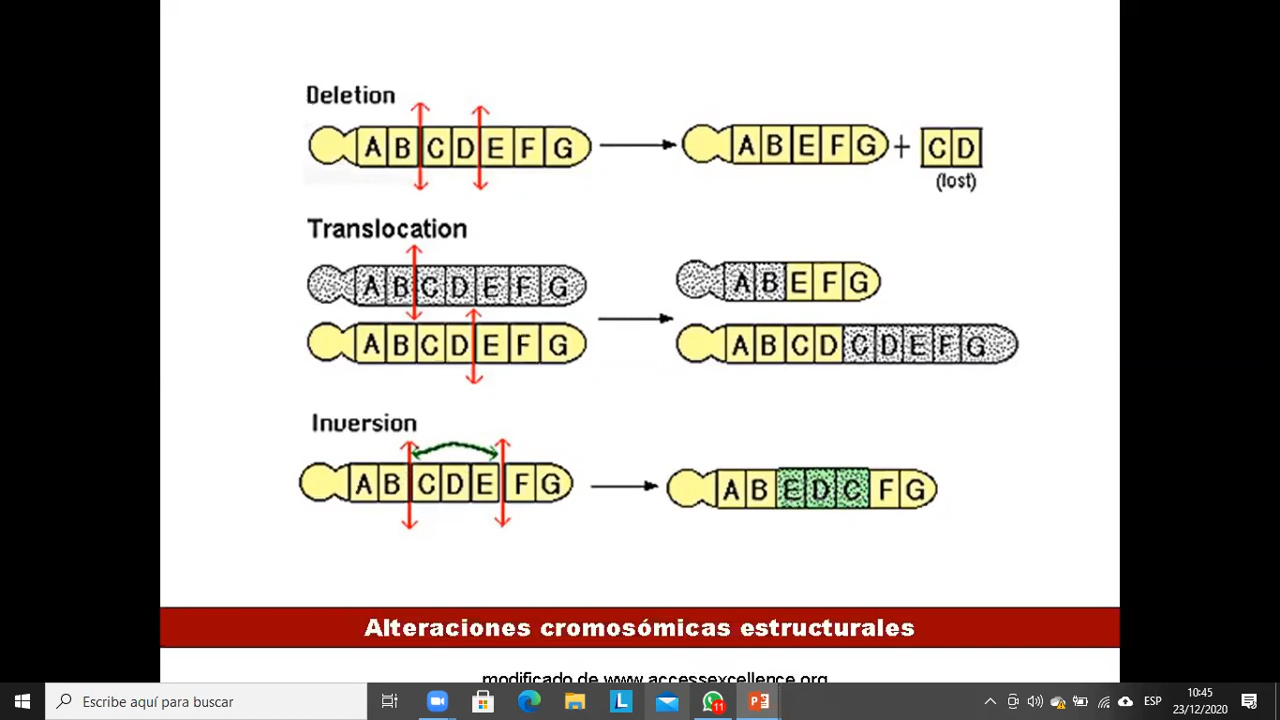 Deletion
A B C D E F G
A B E F G + C D
(lost)
Translocation
A B C D E F G
A B E F G
A B C D E F G
A B C D C D E F G
Inversion
A B C D E F G
A B E D C F G
Alteraciones cromosómicas estructurales
modificado de www.accessexcellence.org
Escribe aquí para buscar
L
11
P
ESP
10:45
23/12/2020